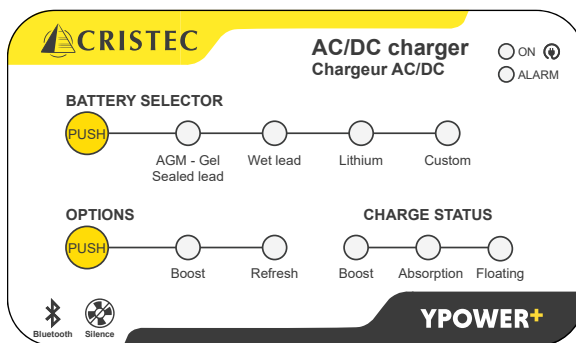 CRISTEC
AC/DC charger
Chargeur AC/DC
ON
ALARM
BATTERY SELECTOR
PUSH
AGM - Gel
Sealed lead
Wet lead
Lithium
Custom
OPTIONS
CHARGE STATUS
PUSH
Boost
Refresh
Boost
Absorption
Floating
Bluetooth
Silence
YPOWER+